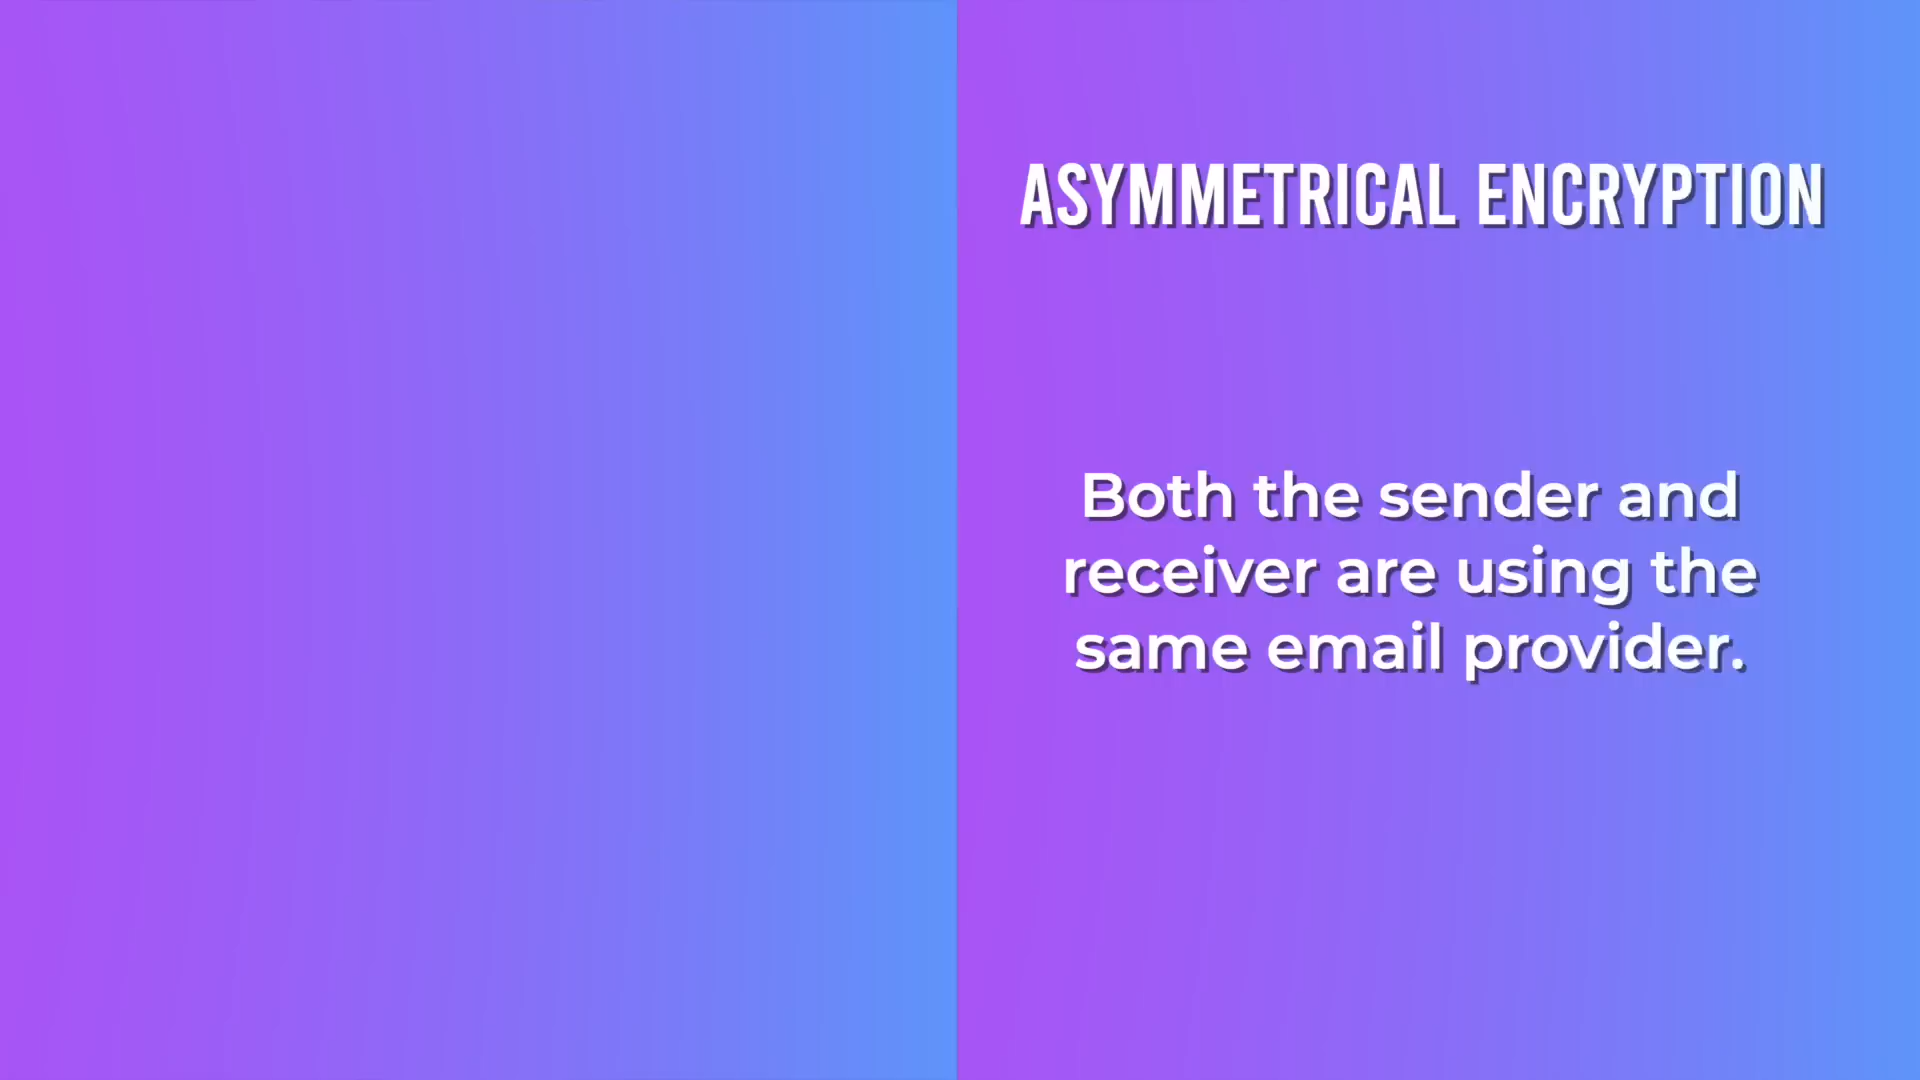 ASYMMETRICAL ENCRYPTION
Both the sender and
receiver are using the
same email provider.